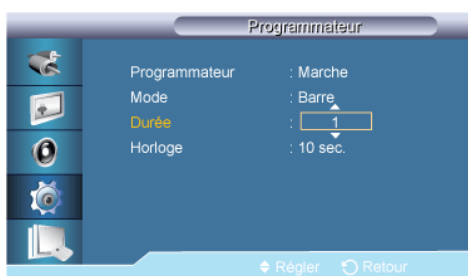 Programmateur
Programmateur : Marche
Mode : Barre
Durée : 1
Horloge : 10 sec.
Régler Retour